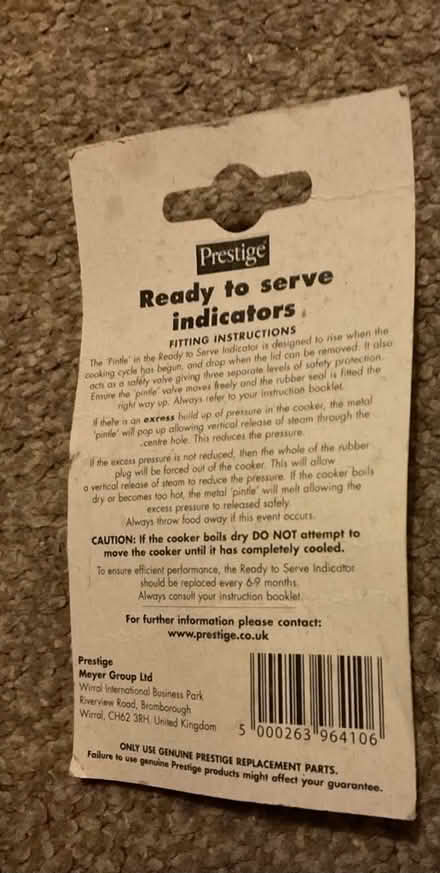 Prestige
Ready to serve
indicators
FITTING INSTRUCTIONS
The 'Pintle' in the Ready to Serve Indicator is designed to rise when the
cooking cycle has begun, and drop when the lid can be removed. It also
acts as a safety valve giving three separate levels of safety protection.
Ensure the 'pintle' valve moves freely and the rubber seal is fitted the
right way up. Always refer to your instruction booklet.
If there is an excess build up of pressure in the cooker, the metal
'pintle' will pop up allowing vertical release of steam through the
centre hole. This reduces the pressure.
If the excess pressure is not reduced, then the whole of the rubber
plug will be forced out of the cooker. This will allow
a vertical release of steam to reduce the pressure. If the cooker boils
dry or becomes too hot, the metal 'pintle' will melt allowing the
excess pressure to released safely.
Always throw food away if this event occurs.
CAUTION: If the cooker boils dry DO NOT attempt to
move the cooker until it has completely cooled.
To ensure efficient performance, the Ready to Serve Indicator
should be replaced every 6-9 months.
Always consult your instruction booklet.
For further information please contact:
www.prestige.co.uk
Prestige
Meyer Group Ltd
Wirral International Business Park
Riverview Road, Bromborough
Wirral, CH62 3RH. United Kingdom
5 000263 964106
ONLY USE GENUINE PRESTIGE REPLACEMENT PARTS.
Failure to use genuine Prestige products might affect your guarantee.